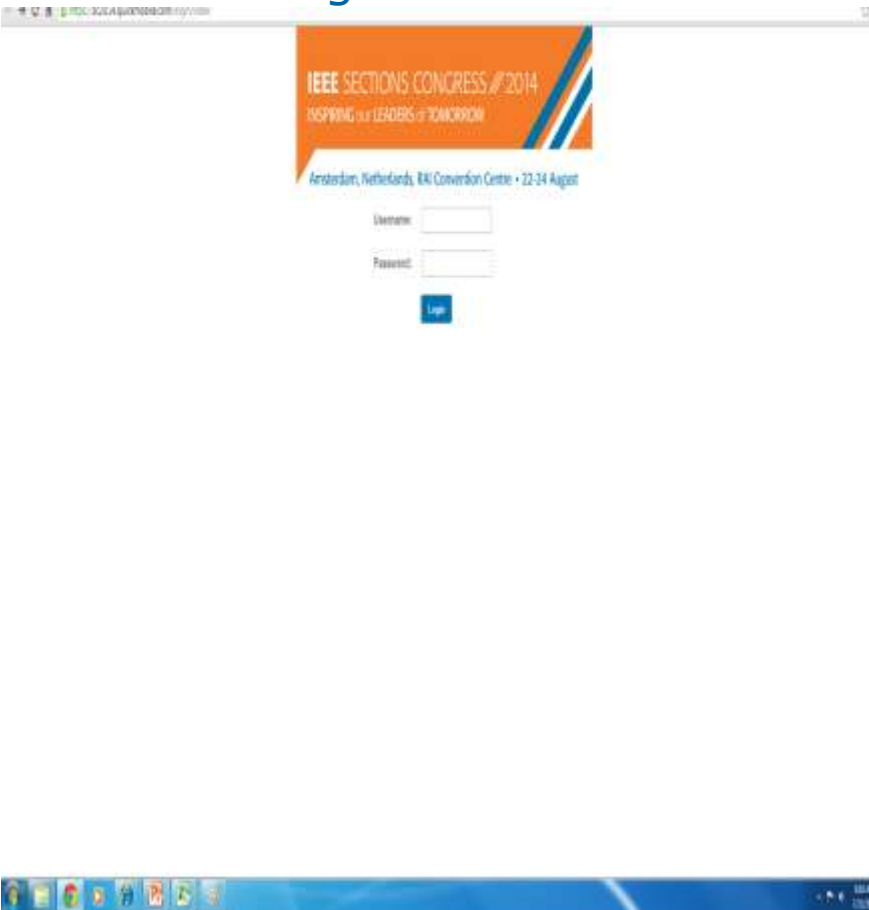 IEEE SECTIONS CONGRESS // 2014
INSPIRING our LEADERS of TOMORROW
Amsterdam, Netherlands, RAI Convention Centre • 22-24 August
Username:
Password:
Login